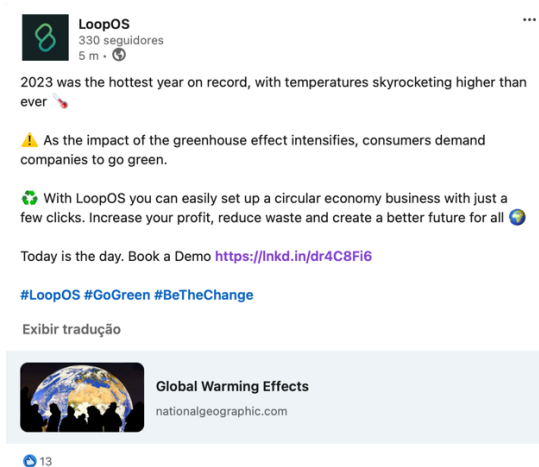 LoopOS
330 seguidores
5 m •
2023 was the hottest year on record, with temperatures skyrocketing higher than
ever 🌡️
⚠️ As the impact of the greenhouse effect intensifies, consumers demand
companies to go green.
♻️ With LoopOS you can easily set up a circular economy business with just a
few clicks. Increase your profit, reduce waste and create a better future for all 🌍
Today is the day. Book a Demo https://lnkd.in/dr4C8Fi6
#LoopOS #GoGreen #BeTheChange
Exibir tradução
Global Warming Effects
nationalgeographic.com
13